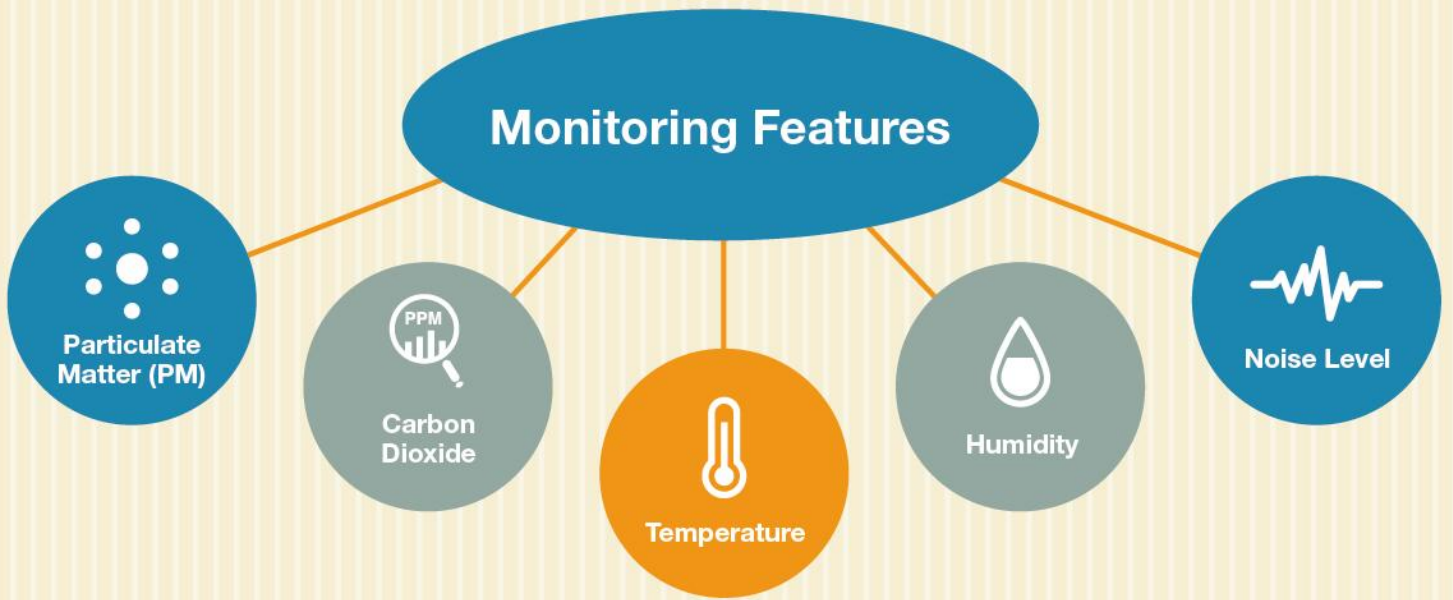 Monitoring Features
Particulate
Matter (PM)
PPM
Carbon
Dioxide
Temperature
Humidity
Noise Level